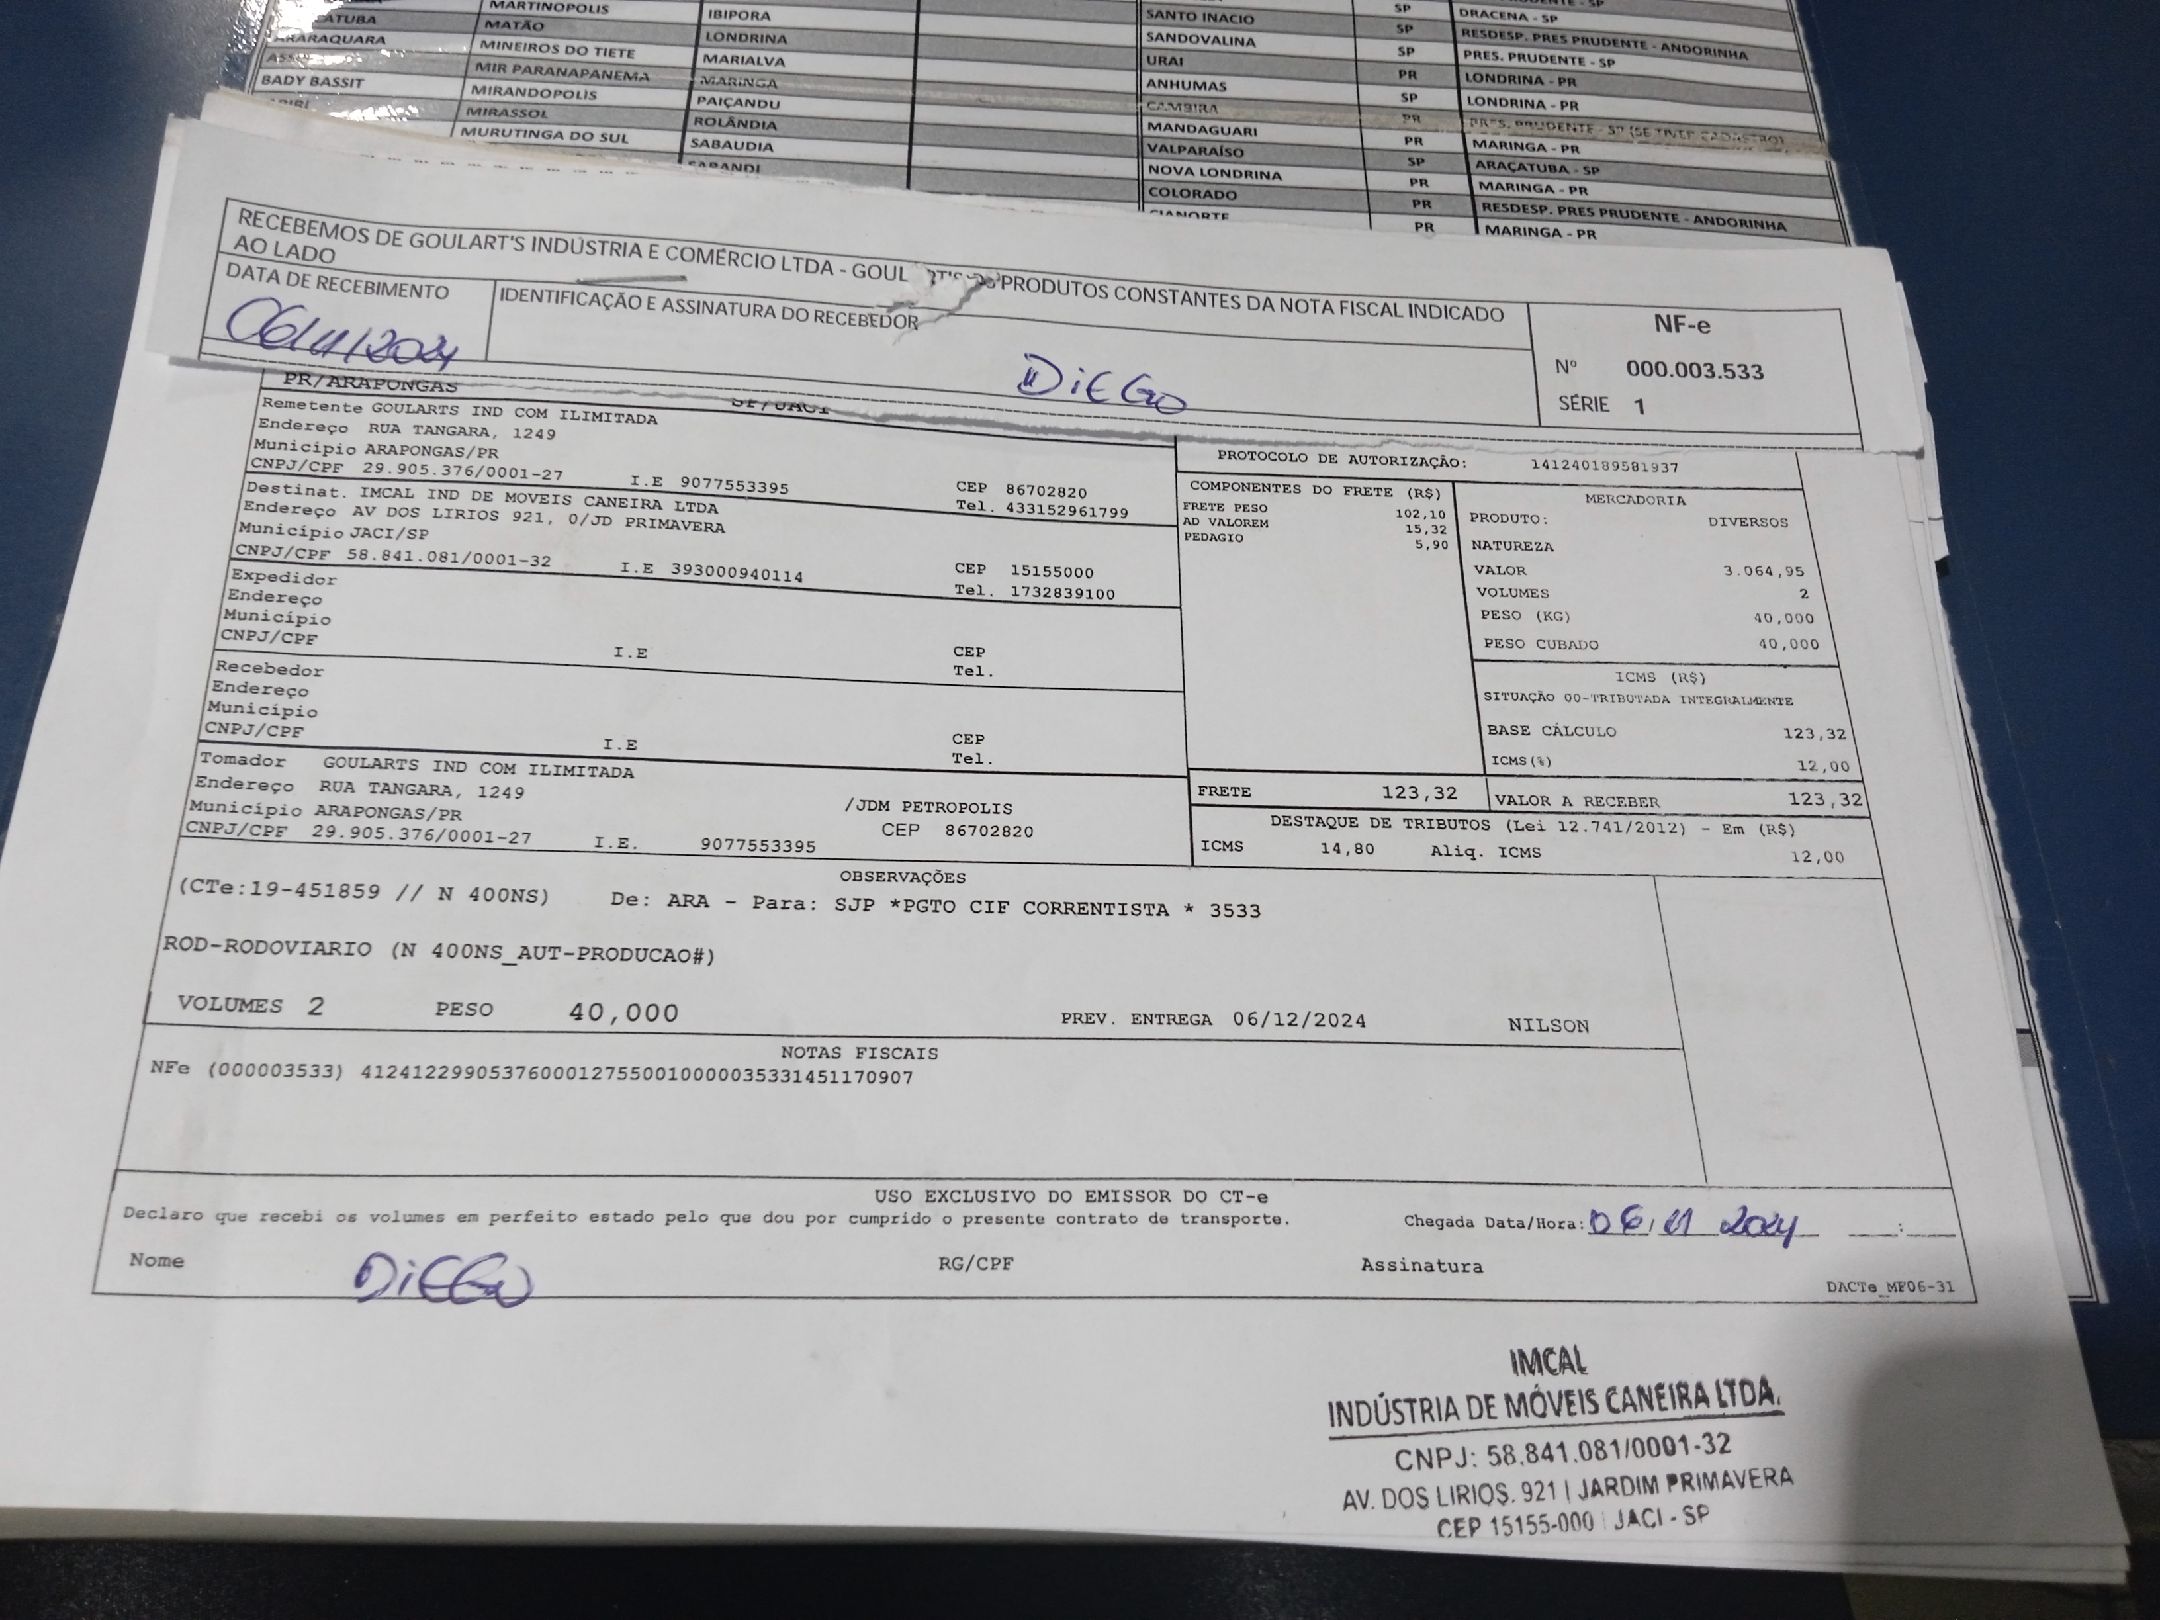 MARTINOPOLIS IBIPORA SANTO INACIO SP DRACENA - SP
MATÃO LONDRINA SANDOVALINA SP RESDESP. PRES PRUDENTE - ANDORINHA
ARARAQUARA MINEIROS DO TIETE MARIALVA URAI SP PRES. PRUDENTE - SP
MIR PARANAPANEMA MARINGA ANHUMAS PR LONDRINA - PR
BADY BASSIT MIRANDOPOLIS PAIÇANDU CAMBIRA SP LONDRINA - PR
MIRASSOL ROLÂNDIA MANDAGUARI PR PRES. PRUDENTE - SP (SE TIVER CADASTRO)
MURUTINGA DO SUL SABAUDIA VALPARAÍSO PR MARINGA - PR
NOVA LONDRINA SP ARAÇATUBA - SP
COLORADO PR MARINGA - PR
CIANORTE PR RESDESP. PRES PRUDENTE - ANDORINHA
PR MARINGA - PR
RECEBEMOS DE GOULART'S INDÚSTRIA E COMÉRCIO LTDA - GOUL PRODUTOS CONSTANTES DA NOTA FISCAL INDICADO
AO LADO
DATA DE RECEBIMENTO IDENTIFICAÇÃO E ASSINATURA DO RECEBEDOR
06/11/2024 DIEGO
NF-e
Nº 000.003.533
SÉRIE 1
PR/ARAPONGAS SP/JACI
Remetente GOULARTS IND COM ILIMITADA
Endereço RUA TANGARA, 1249
Município ARAPONGAS/PR CEP 86702820
CNPJ/CPF 29.905.376/0001-27 I.E 9077553395 Tel. 433152961799
Destinat. IMCAL IND DE MOVEIS CANEIRA LTDA
Endereço AV DOS LIRIOS 921, 0/JD PRIMAVERA
Município JACI/SP CEP 15155000
CNPJ/CPF 58.841.081/0001-32 I.E 393000940114 Tel. 1732839100
Expedidor
Endereço
Município CEP
CNPJ/CPF I.E Tel.
Recebedor
Endereço
Município CEP
CNPJ/CPF I.E Tel.
Tomador GOULARTS IND COM ILIMITADA
Endereço RUA TANGARA, 1249 /JDM PETROPOLIS
Município ARAPONGAS/PR CEP 86702820
CNPJ/CPF 29.905.376/0001-27 I.E. 9077553395
PROTOCOLO DE AUTORIZAÇÃO: 141240189581937
COMPONENTES DO FRETE (R$)
FRETE PESO 102,10
AD VALOREM 15,32
PEDAGIO 5,90
MERCADORIA
PRODUTO: DIVERSOS
NATUREZA
VALOR 3.064,95
VOLUMES 2
PESO (KG) 40,000
PESO CUBADO 40,000
ICMS (R$)
SITUAÇÃO 00-TRIBUTADA INTEGRALMENTE
BASE CÁLCULO 123,32
ICMS(%) 12,00
FRETE 123,32 VALOR A RECEBER 123,32
DESTAQUE DE TRIBUTOS (Lei 12.741/2012) - Em (R$)
ICMS 14,80 Aliq. ICMS 12,00
OBSERVAÇÕES
(CTe:19-451859 // N 400NS) De: ARA - Para: SJP *PGTO CIF CORRENTISTA * 3533
ROD-RODOVIARIO (N 400NS_AUT-PRODUCAO#)
VOLUMES 2 PESO 40,000 PREV. ENTREGA 06/12/2024 NILSON
NOTAS FISCAIS
NFe (000003533) 41241229905376000127550010000035331451170907
USO EXCLUSIVO DO EMISSOR DO CT-e
Declaro que recebi os volumes em perfeito estado pelo que dou por cumprido o presente contrato de transporte. Chegada Data/Hora: 06/11 2024 :
Nome DIEGO RG/CPF Assinatura
DACTe_MF06-31
IMCAL
INDÚSTRIA DE MÓVEIS CANEIRA LTDA.
CNPJ: 58.841.081/0001-32
AV. DOS LIRIOS. 921 | JARDIM PRIMAVERA
CEP 15155-000 | JACI - SP